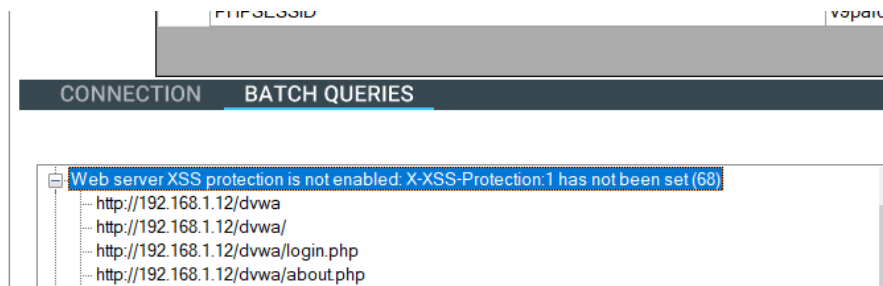 PHPSESSID
CONNECTION BATCH QUERIES
Web server XSS protection is not enabled: X-XSS-Protection:1 has not been set (68)
http://192.168.1.12/dvwa
http://192.168.1.12/dvwa/
http://192.168.1.12/dvwa/login.php
http://192.168.1.12/dvwa/about.php